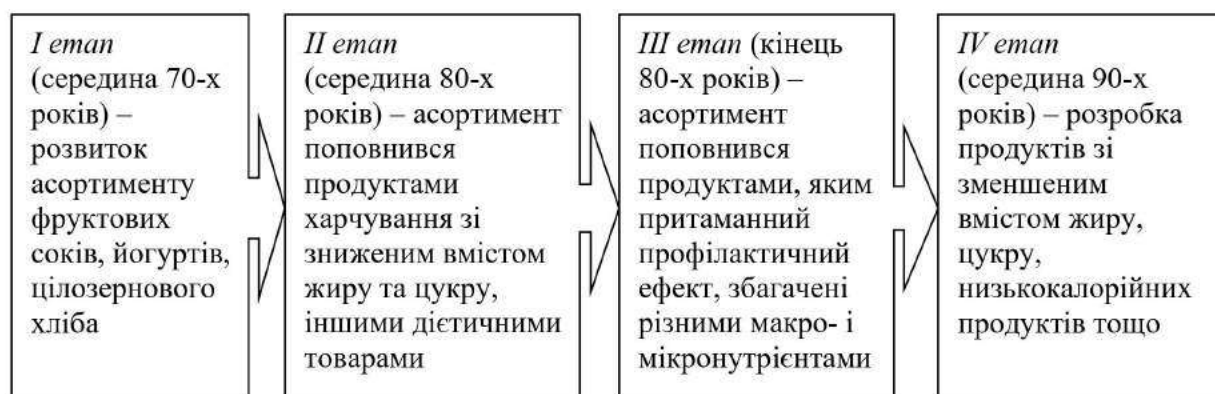 І етап
(середина 70-х
років) –
розвиток
асортименту
фруктових
соків, йогуртів,
цілозернового
хліба
ІІ етап
(середина 80-х
років) – асортимент
поповнився
продуктами
харчування зі
зниженим вмістом
жиру та цукру,
іншими дієтичними
товарами
ІІІ етап (кінець
80-х років) –
асортимент
поповнився
продуктами, яким
притаманний
профілактичний
ефект, збагачені
різними макро- і
мікронутрієнтами
IV етап
(середина 90-х
років) – розробка
продуктів зі
зменшеним
вмістом жиру,
цукру,
низькокалорійних
продуктів тощо